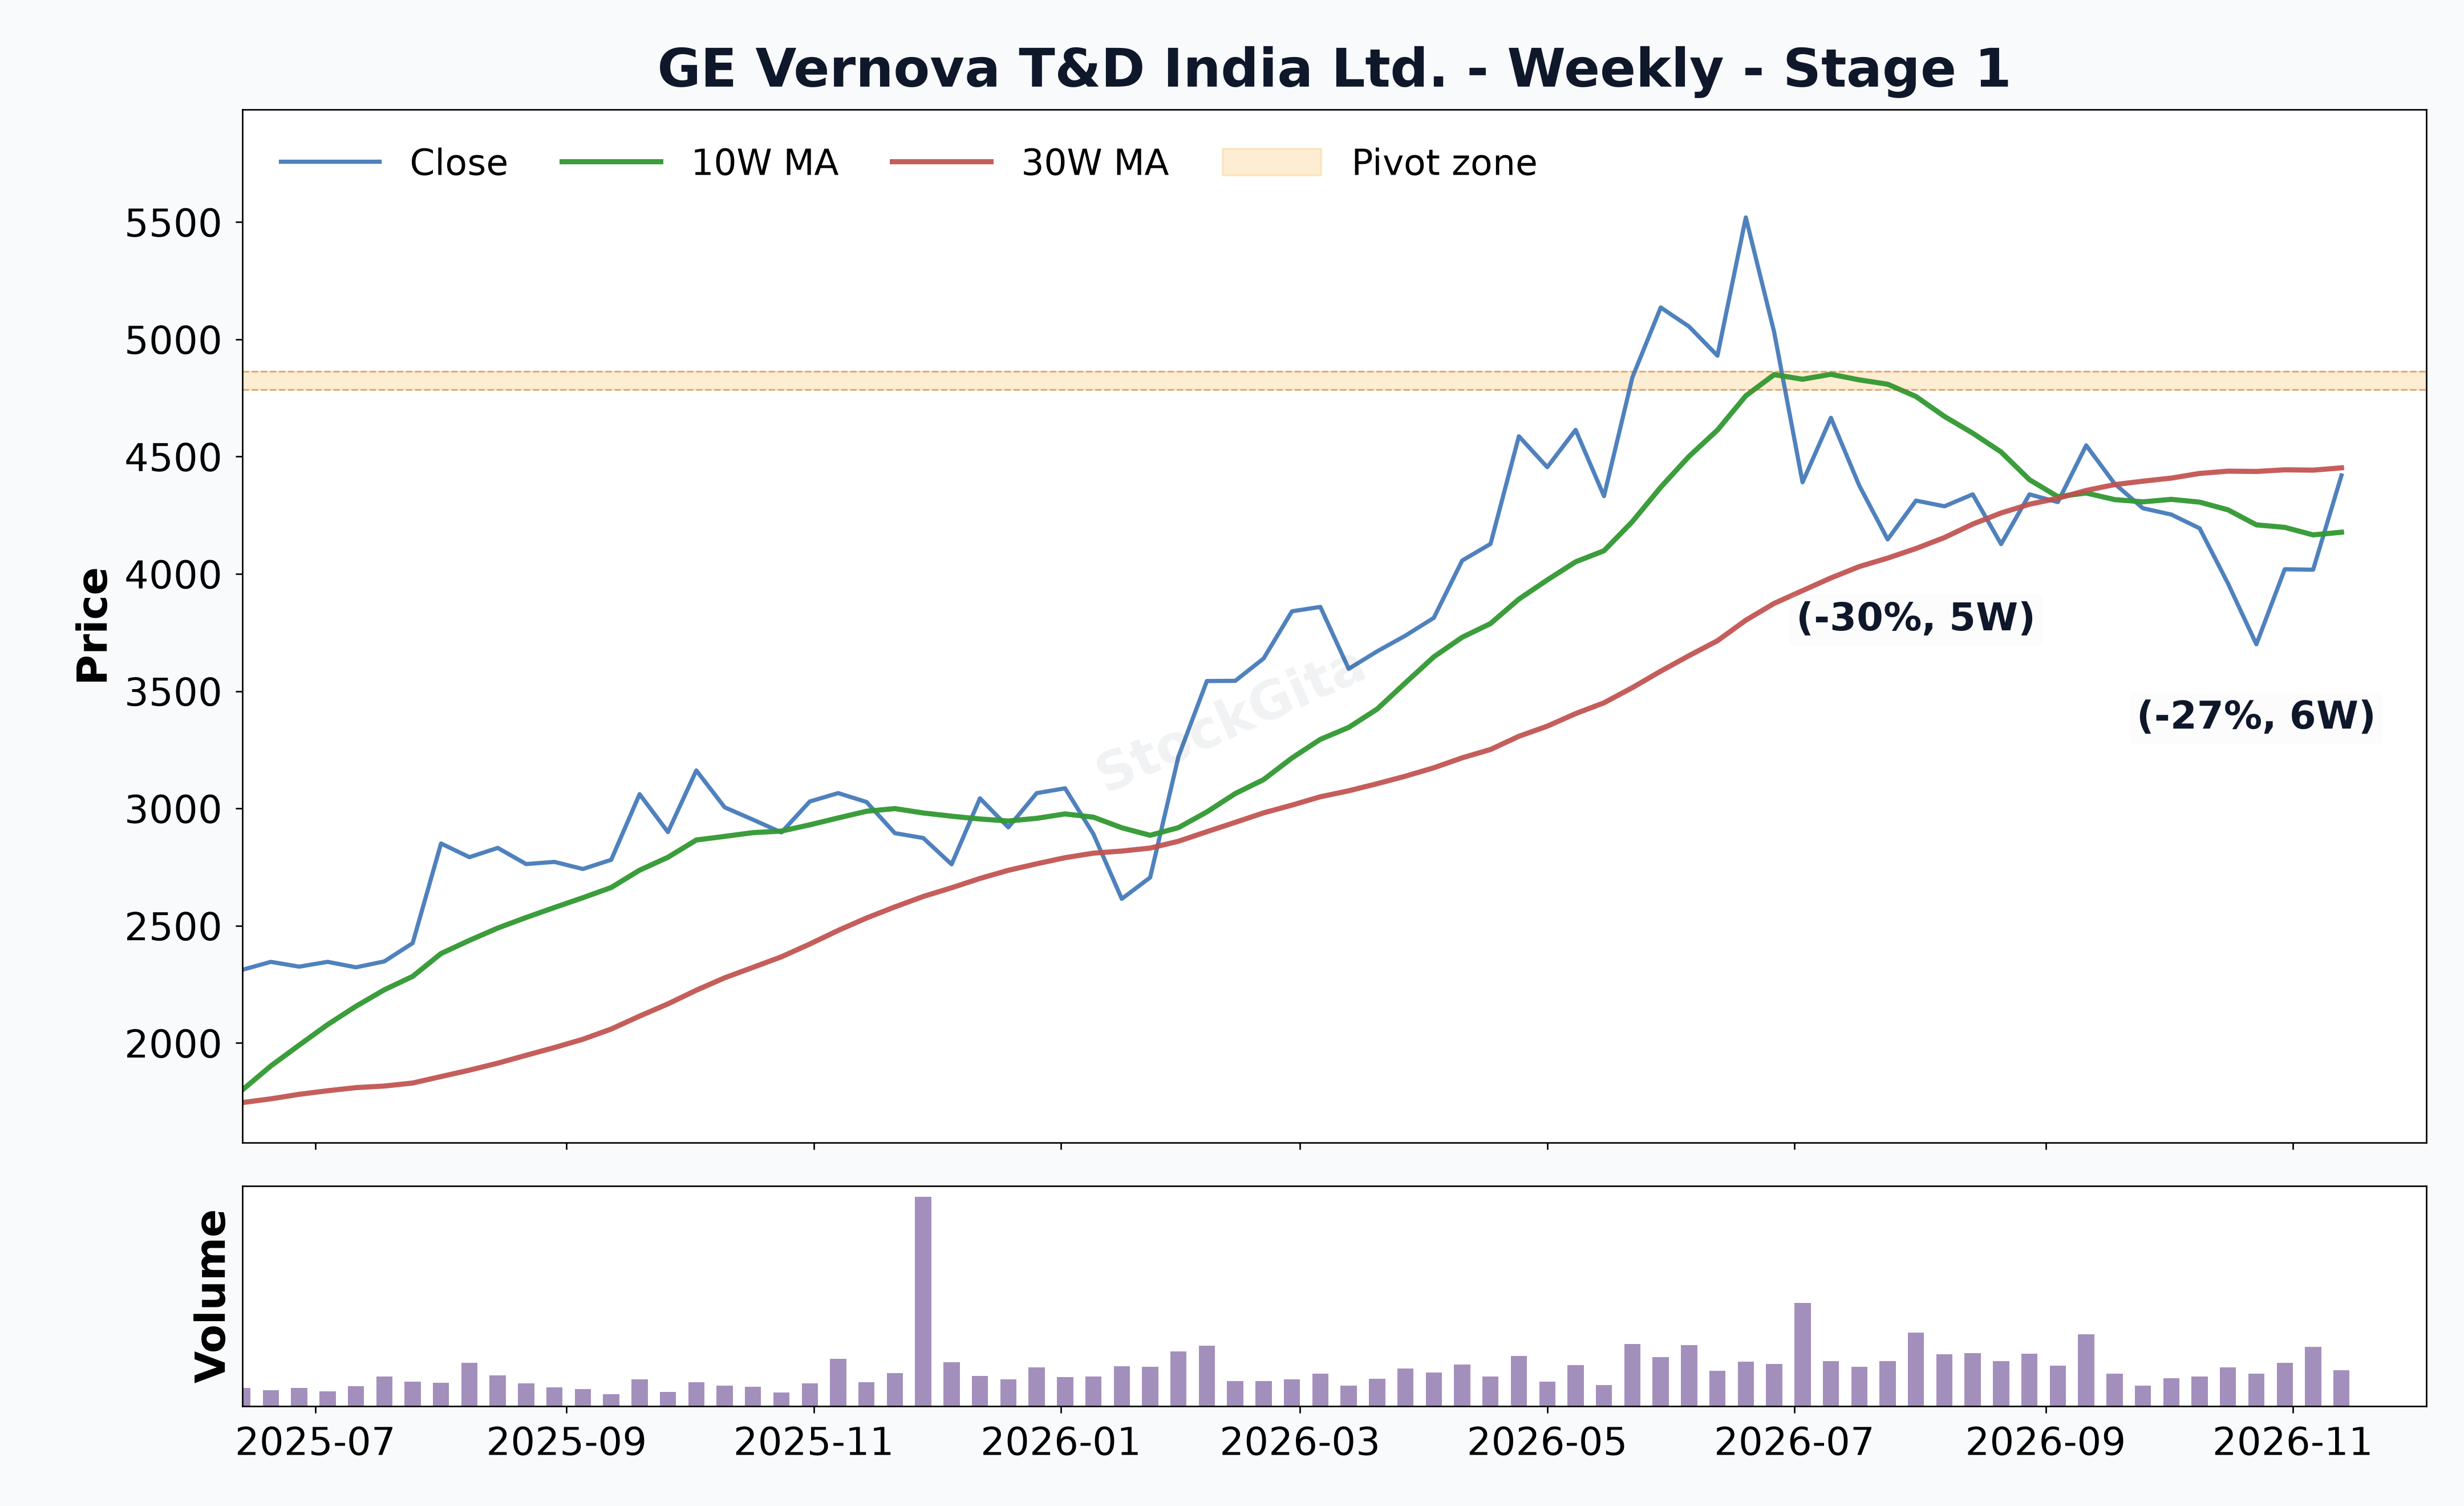 GE Vernova T&D India Ltd. - Weekly - Stage 1
Close 10W MA 30W MA Pivot zone
5500
5000
4500
4000
3500
3000
2500
2000
Price
(-30%, 5W)
(-27%, 6W)
StockGita
Volume
2025-07 2025-09 2025-11 2026-01 2026-03 2026-05 2026-07 2026-09 2026-11